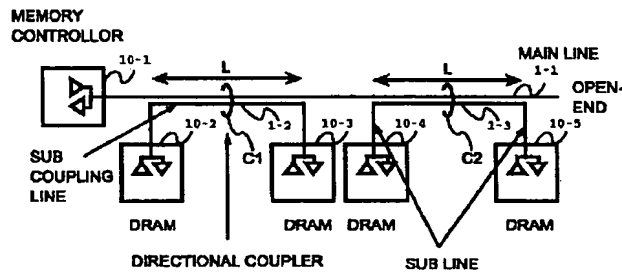 MEMORY
CONTROLLOR
10-1
L
L
MAIN LINE
1-1
OPEN-
END
10-2
1-2
10-3
10-4
1-3
10-5
SUB
COUPLING
LINE
C1
C2
DRAM
DRAM
DRAM
DRAM
DIRECTIONAL COUPLER
SUB LINE